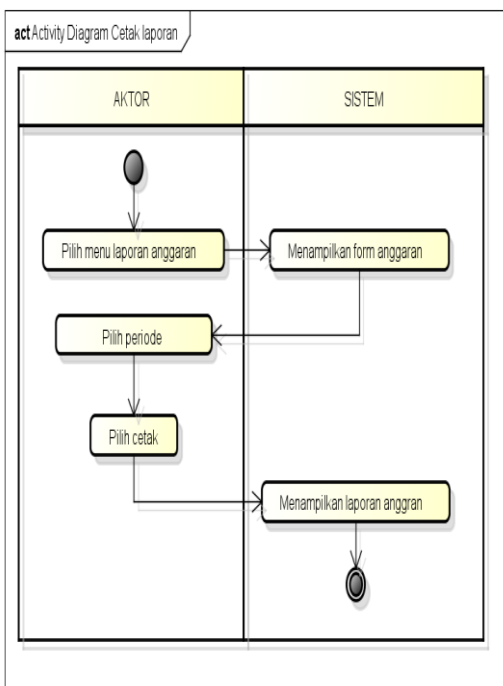 act Activity Diagram Cetak laporan
AKTOR
SISTEM
Pilih menu laporan anggaran
Menampilkan form anggaran
Pilih periode
Pilih cetak
Menampilkan laporan anggran